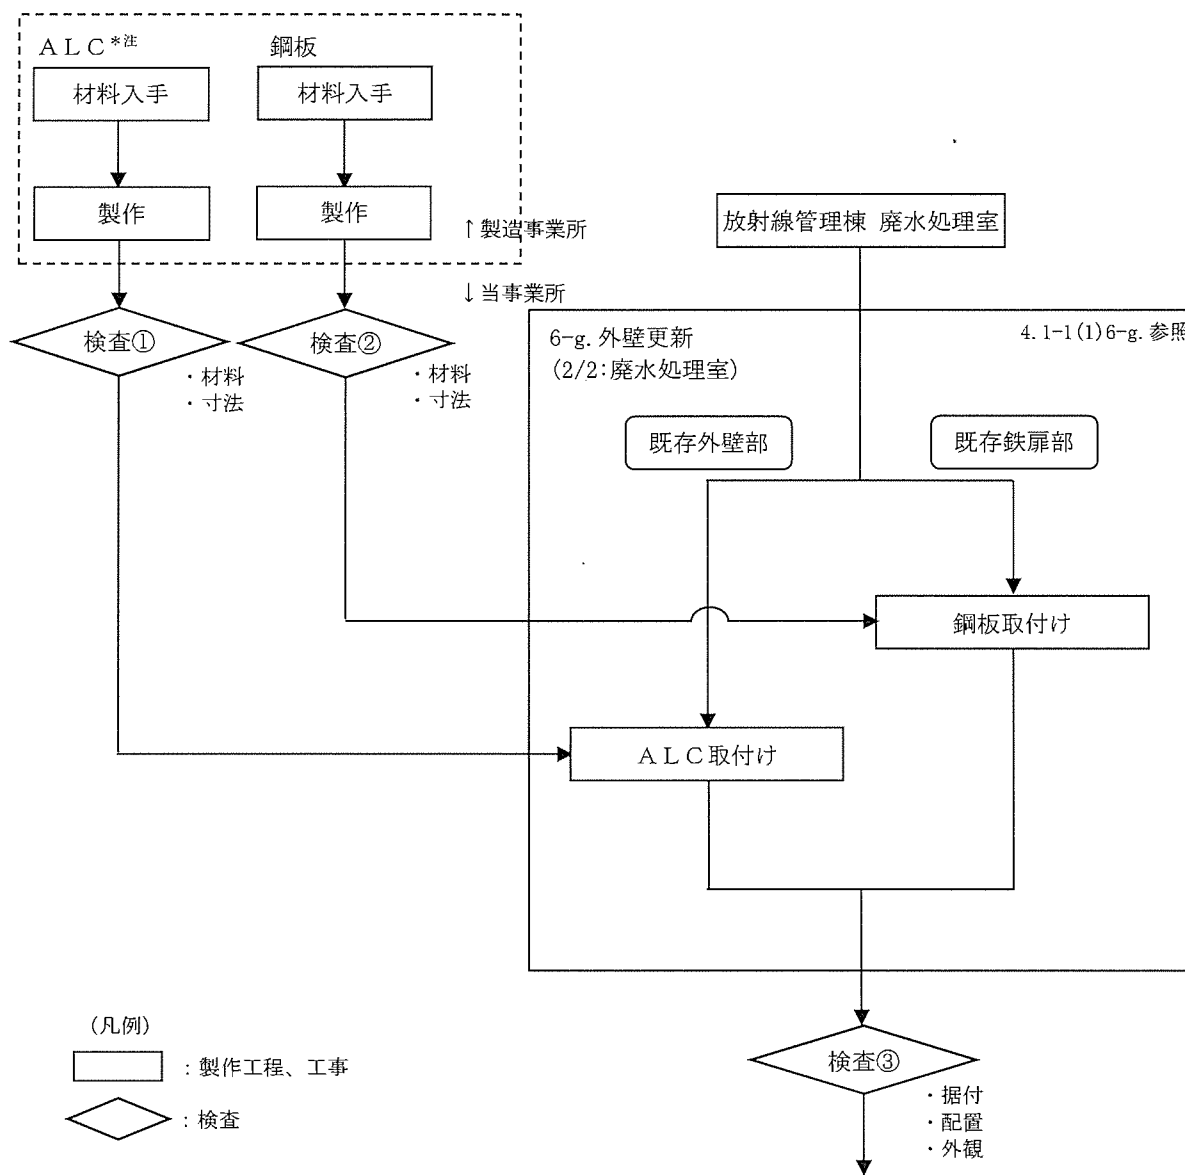 ＡＬＣ*注
鋼板
材料入手
材料入手
製作
製作
↑製造事業所
↓当事業所
放射線管理棟 廃水処理室
検査①
・材料
・寸法
検査②
・材料
・寸法
6-g.外壁更新
(2/2:廃水処理室)
4.1-1(1)6-g.参照
既存外壁部
既存鉄扉部
鋼板取付け
ＡＬＣ取付け
検査③
・据付
・配置
・外観
(凡例)
：製作工程、工事
：検査